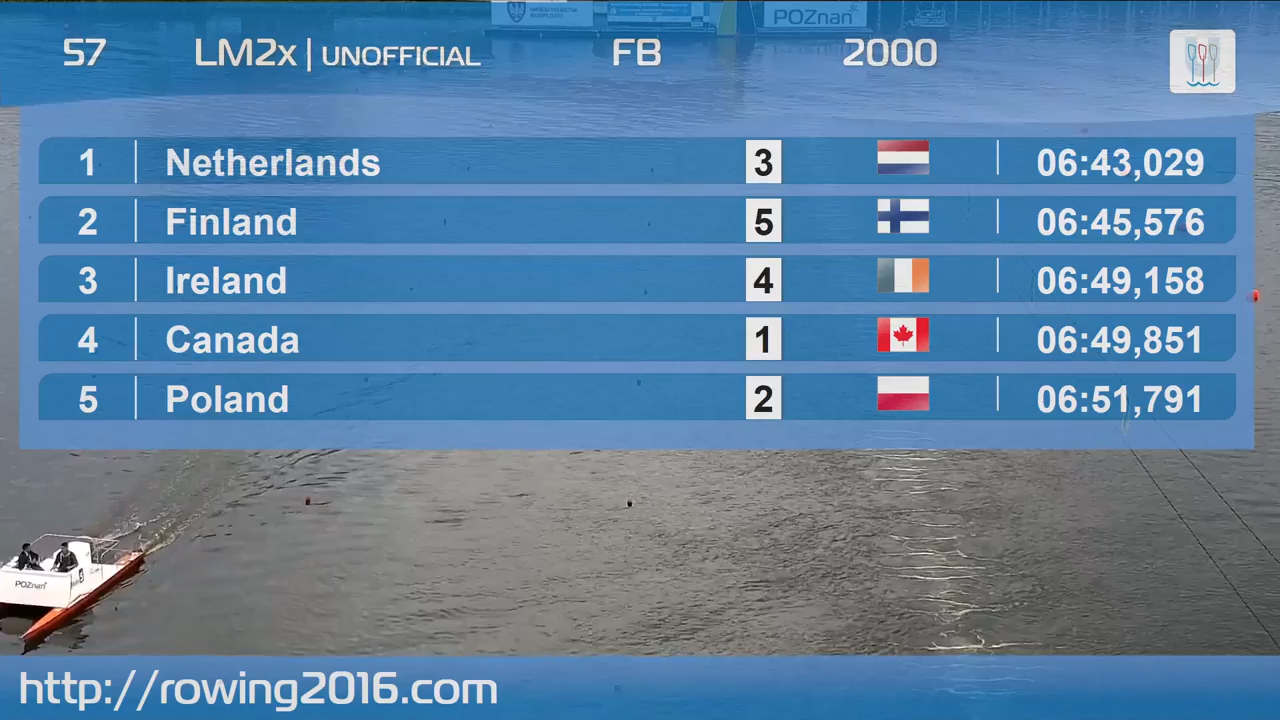 POZnan*
57 LM2x | UNOFFICIAL FB 2000
1 Netherlands 3 06:43,029
2 Finland 5 06:45,576
3 Ireland 4 06:49,158
4 Canada 1 06:49,851
5 Poland 2 06:51,791
POZnan*
http://rowing2016.com